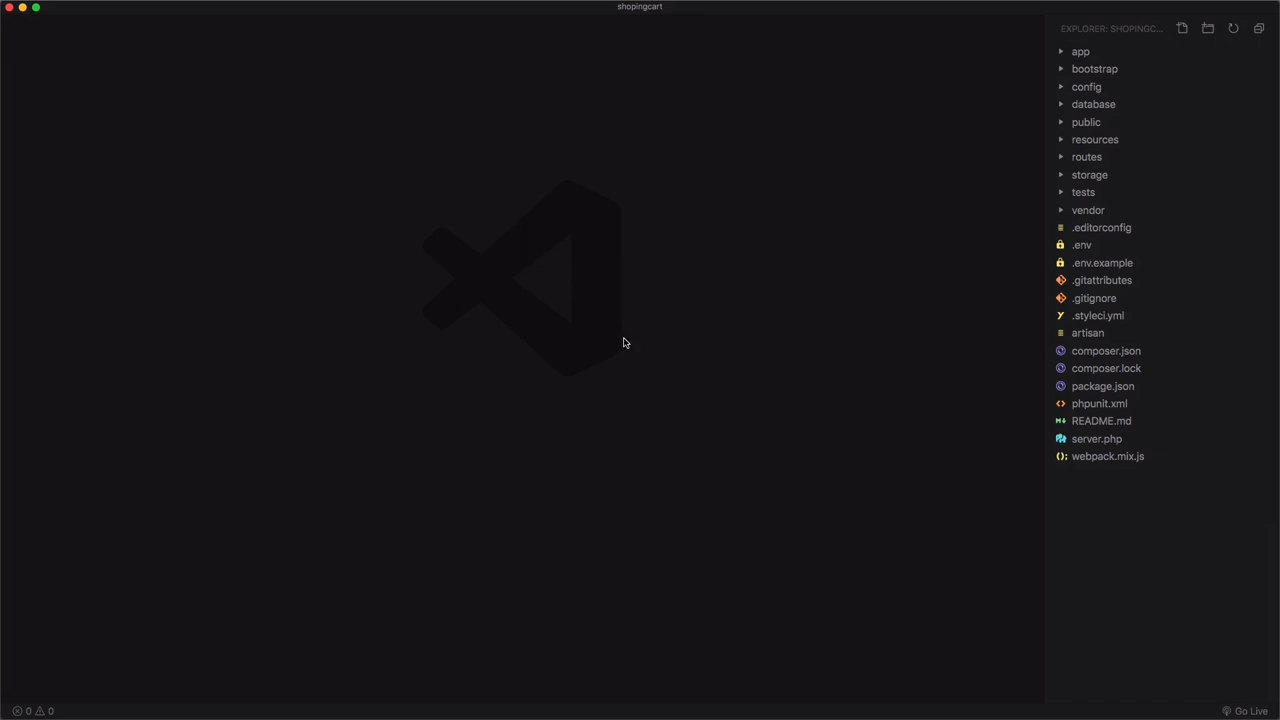 shopingcart
EXPLORER: SHOPINGC...
app
bootstrap
config
database
public
resources
routes
storage
tests
vendor
.editorconfig
.env
.env.example
.gitattributes
.gitignore
.styleci.yml
artisan
composer.json
composer.lock
package.json
phpunit.xml
README.md
server.php
webpack.mix.js
0 0
Go Live